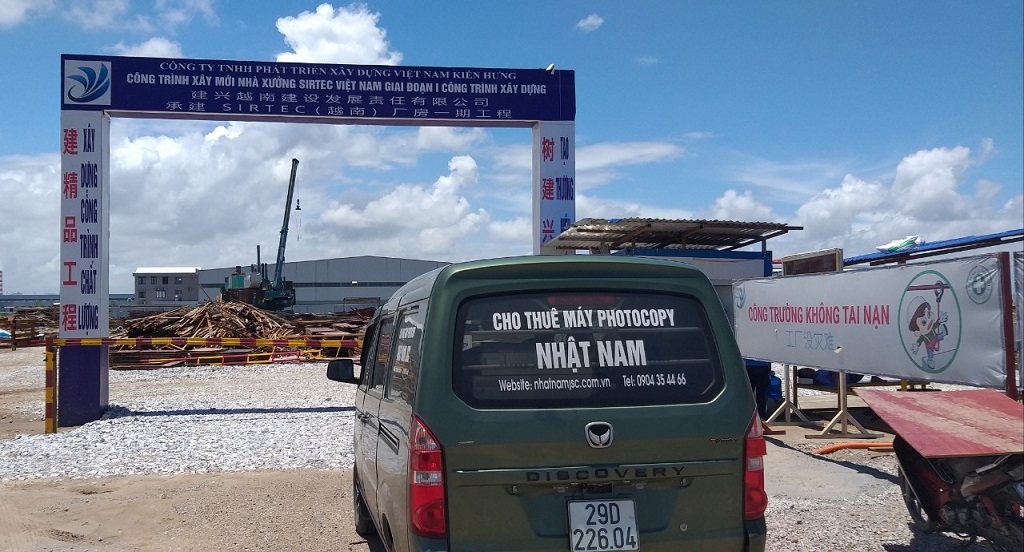 CÔNG TY TNHH PHÁT TRIỂN XÂY DỰNG VIỆT NAM KIẾN HƯNG
CÔNG TRÌNH XÂY MỚI NHÀ XƯỞNG SIRTEC VIỆT NAM GIAI ĐOẠN I CÔNG TRÌNH XÂY DỰNG
建兴越南建设发展责任有限公司
承建 SIRTEC(越南)厂房一期工程
建精品工程
XÂY DỰNG CÔNG TRÌNH CHẤT LƯỢNG
树建兴
TẠO THƯƠNG
CHO THUÊ MÁY PHOTOCOPY
NHẬT NAM
Website: nhatnamjsc.com.vn Tel: 0904 35 44 66
DISCOVERY
29D
226.04
CÔNG TRƯỜNG KHÔNG TAI NẠN